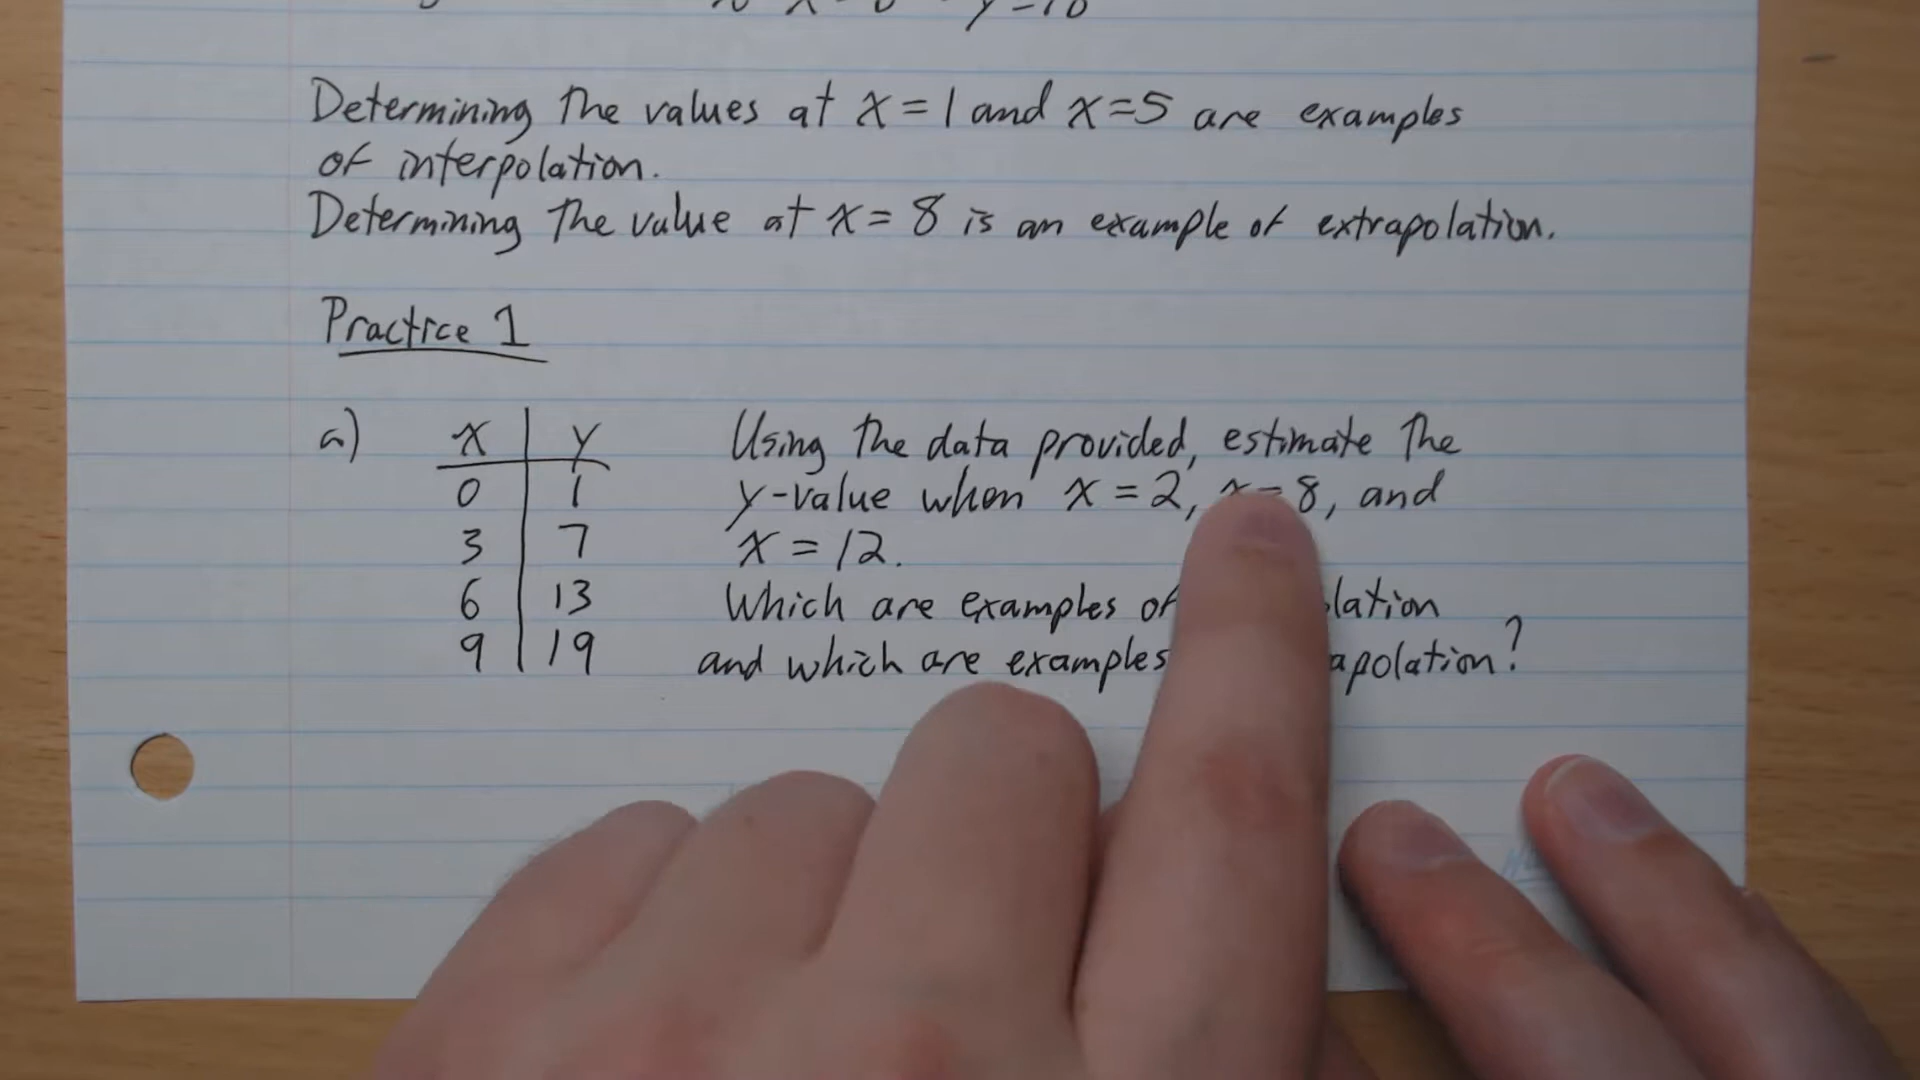 y=10
Determining the values at x=1 and x=5 are examples
of interpolation.
Determining the value at x=8 is an example of extrapolation.
Practice 1
a) x y Using the data provided, estimate the
0 1 y-value when x=2, x=8, and
3 7 x=12.
6 13 Which are examples of lation
9 19 and which are examples apolation?